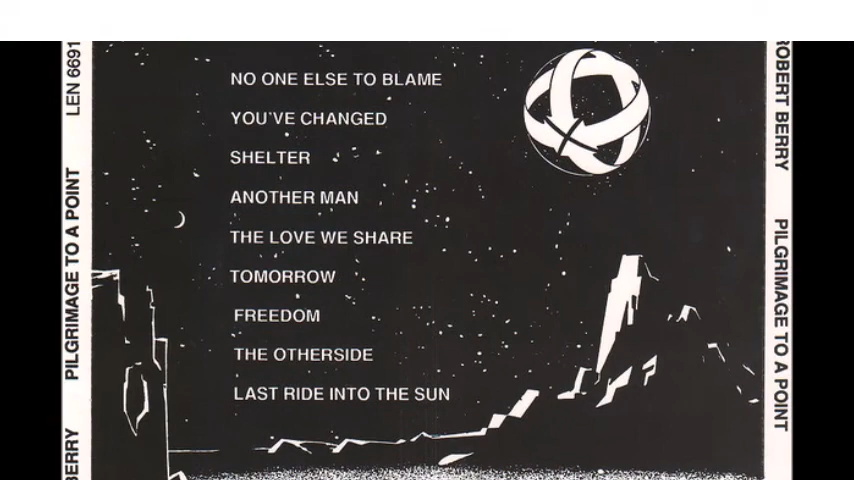 NO ONE ELSE TO BLAME
YOU'VE CHANGED
SHELTER
ANOTHER MAN
THE LOVE WE SHARE
TOMORROW
FREEDOM
THE OTHERSIDE
LAST RIDE INTO THE SUN
BERRY PILGRIMAGE TO A POINT LEN 6691
ROBERT BERRY PILGRIMAGE TO A POINT